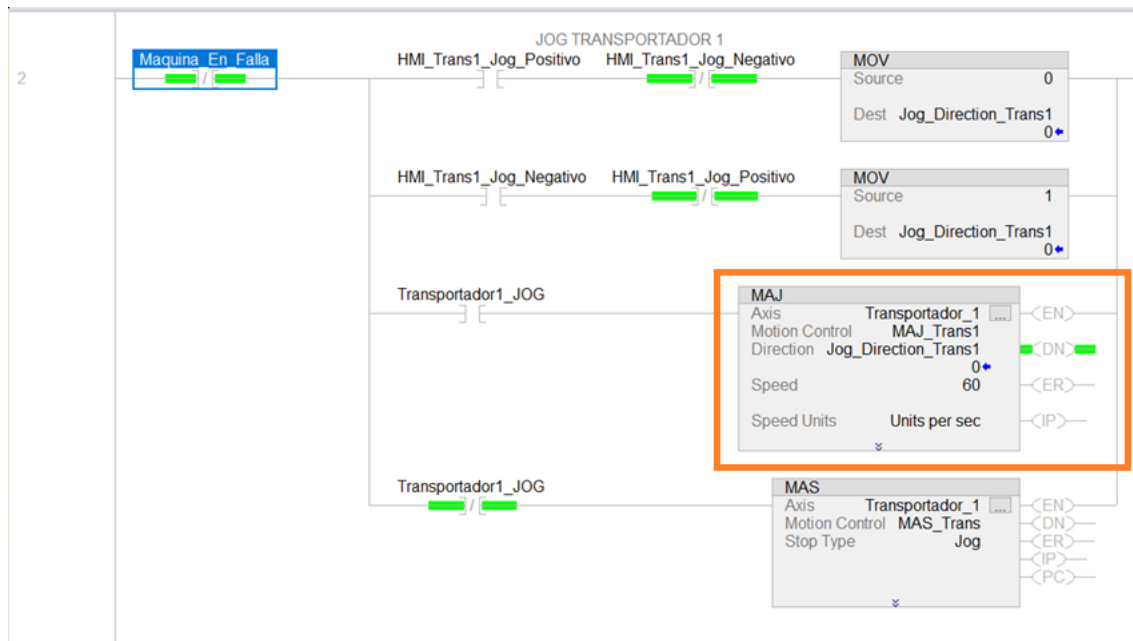 JOG TRANSPORTADOR 1
2
Maquina_En_Falla
HMI_Trans1_Jog_Positivo
HMI_Trans1_Jog_Negativo
MOV
Source 0
Dest Jog_Direction_Trans1
0
HMI_Trans1_Jog_Negativo
HMI_Trans1_Jog_Positivo
MOV
Source 1
Dest Jog_Direction_Trans1
0
Transportador1_JOG
MAJ
Axis Transportador_1 ... EN
Motion Control MAJ_Trans1
Direction Jog_Direction_Trans1 DN
0
Speed 60 ER
Speed Units Units per sec IP
Transportador1_JOG
MAS
Axis Transportador_1 ... EN
Motion Control MAS_Trans DN
Stop Type Jog ER
IP
PC